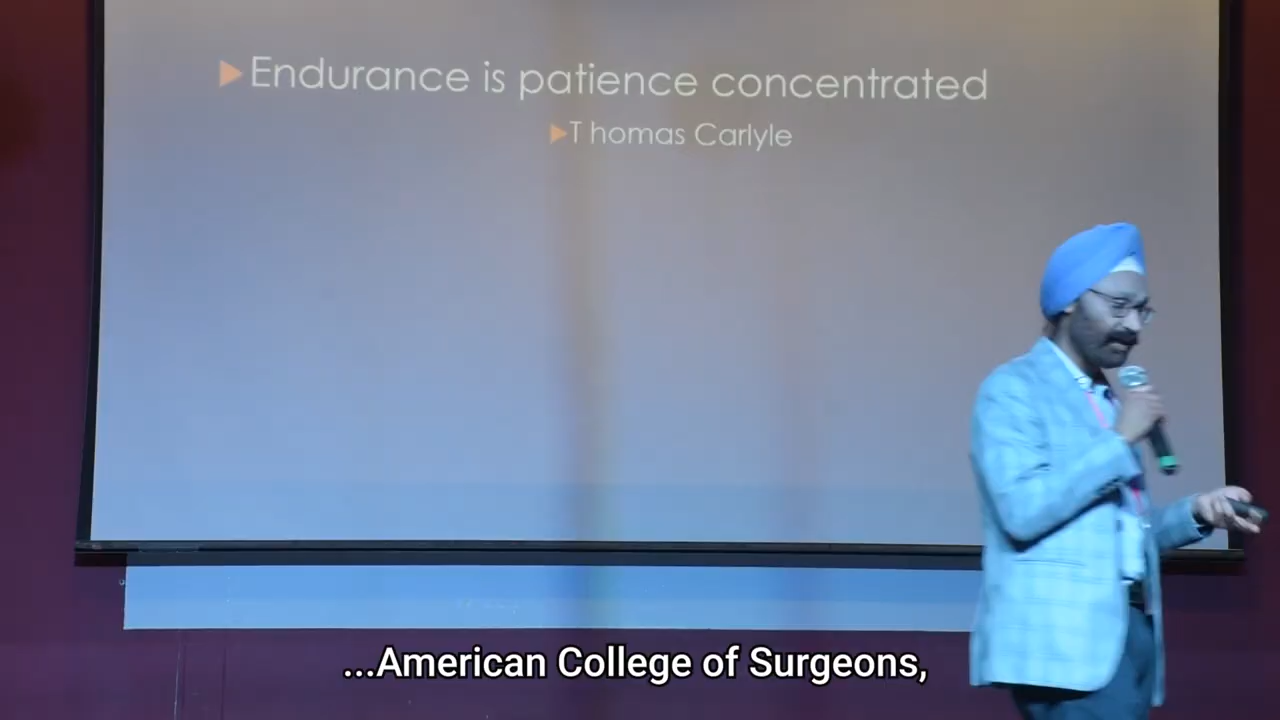 Endurance is patience concentrated
T homas Carlyle
...American College of Surgeons,